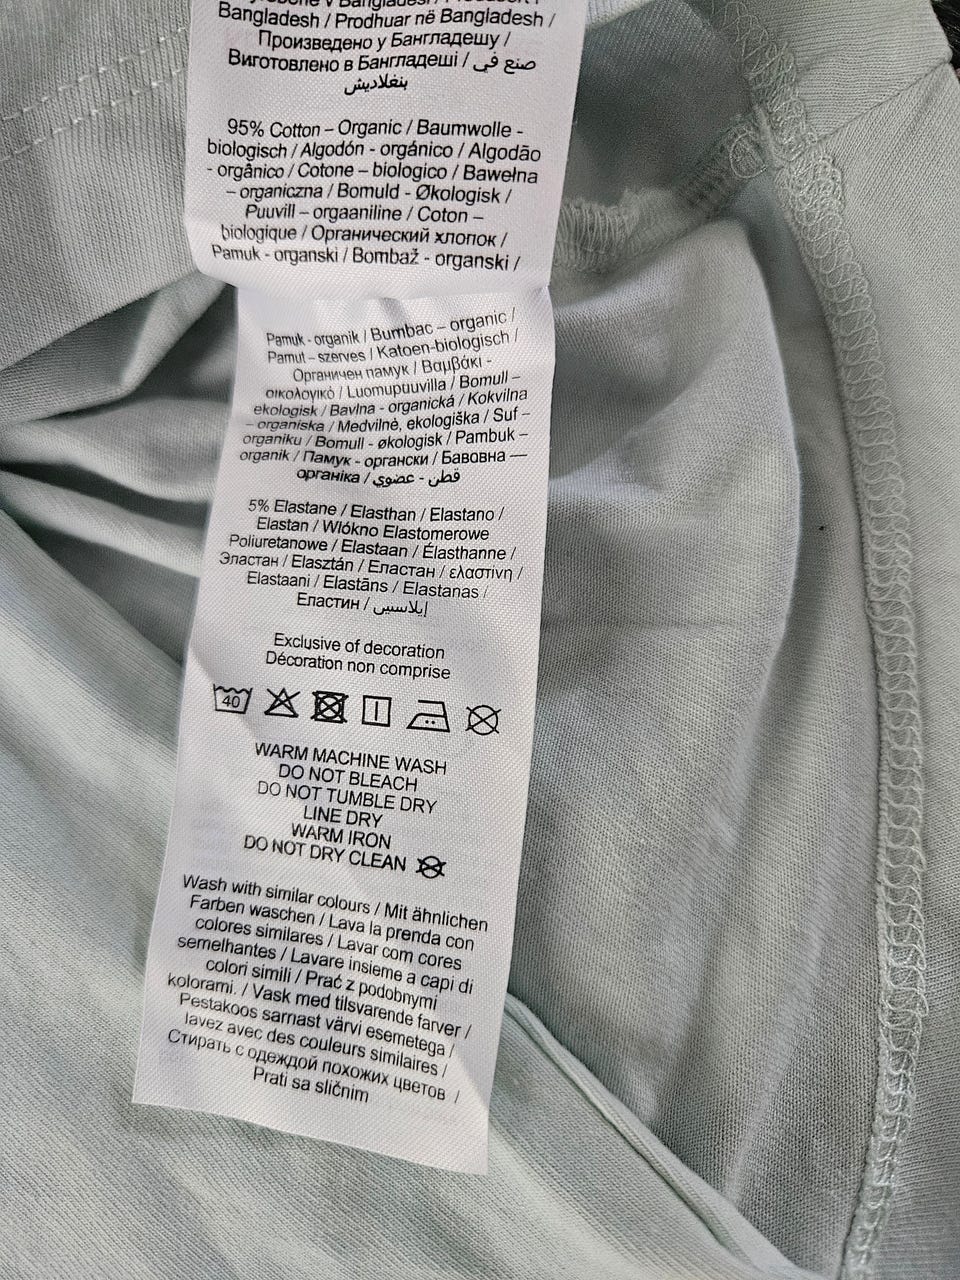 Bangladesh / Prodhuar në Bangladesh /
Произведено у Бангладешу /
Виготовлено в Бангладеші / صنع في
بنغلاديش
95% Cotton – Organic / Baumwolle -
biologisch / Algodón - orgánico / Algodão
- orgânico / Cotone – biologico / Bawełna
– organiczna / Bomuld - Økologisk /
Puuvill – orgaaniline / Coton –
biologique / Органический хлопок /
Pamuk - organski / Bombaž - organski /
Pamuk - organik / Bumbac – organic /
Pamut – szerves / Katoen-biologisch /
Органичен памук / Βαμβάκι -
οικολογικό / Luomupuuvilla / Bomull –
ekologisk / Bavlna - organická / Kokvilna
– organiska / Medvilnė, ekologiška / Suf –
organiku / Bomull - økologisk / Pambuk –
organik / Памук - органски / Бавовна —
органіка / قطن - عضوي
5% Elastane / Elasthan / Elastano /
Elastan / Włókno Elastomerowe
Poliuretanowe / Elastaan / Élasthanne /
Эластан / Elasztán / Еластан / ελαστίνη /
Elastaani / Elastāns / Elastanas /
Еластин / إيلاستين
Exclusive of decoration
Décoration non comprise
40
WARM MACHINE WASH
DO NOT BLEACH
DO NOT TUMBLE DRY
LINE DRY
WARM IRON
DO NOT DRY CLEAN
Wash with similar colours / Mit ähnlichen
Farben waschen / Lava la prenda con
colores similares / Lavar com cores
semelhantes / Lavare insieme a capi di
colori simili / Prać z podobnymi
kolorami. / Vask med tilsvarende farver /
Pestakoos sarnast värvi esemetega /
lavez avec des couleurs similaires /
Стирать с одеждой похожих цветов /
Prati sa sličnim